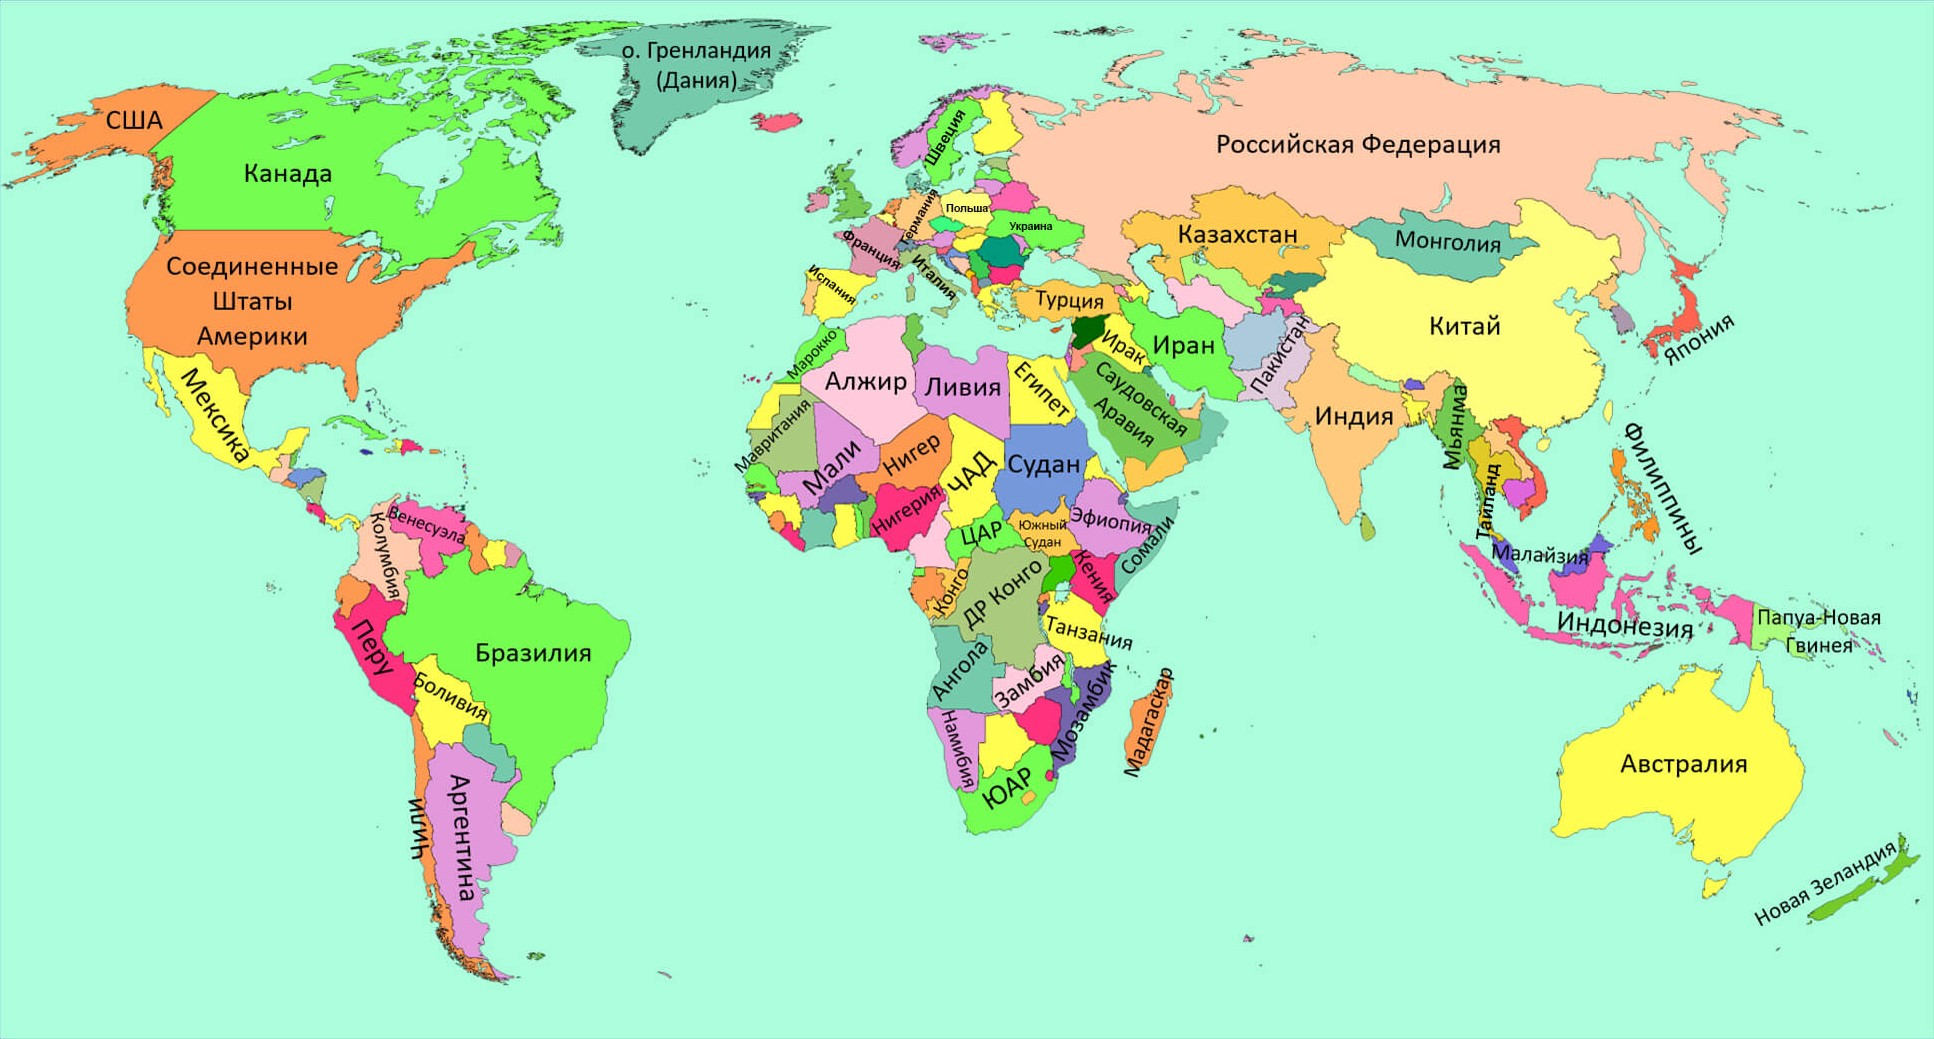 о. Гренландия
(Дания)
США
Канада
Соединенные
Штаты
Америки
Мексика
Венесуэла
Колумбия
Перу
Бразилия
Боливия
Чили
Аргентина
Швеция
Германия
Польша
Украина
Франция
Италия
Испания
Турция
Российская Федерация
Казахстан
Монголия
Китай
Япония
Ирак
Иран
Пакистан
Саудовская
Аравия
Индия
Мьянма
Тайланд
Филиппины
Малайзия
Индонезия
Папуа-Новая
Гвинея
Марокко
Алжир
Ливия
Египет
Мавритания
Мали
Нигер
ЧАД
Судан
Нигерия
ЦАР
Южный
Судан
Эфиопия
Сомали
Конго
ДР Конго
Кения
Танзания
Ангола
Замбия
Мозамбик
Мадагаскар
Намибия
ЮАР
Австралия
Новая Зеландия